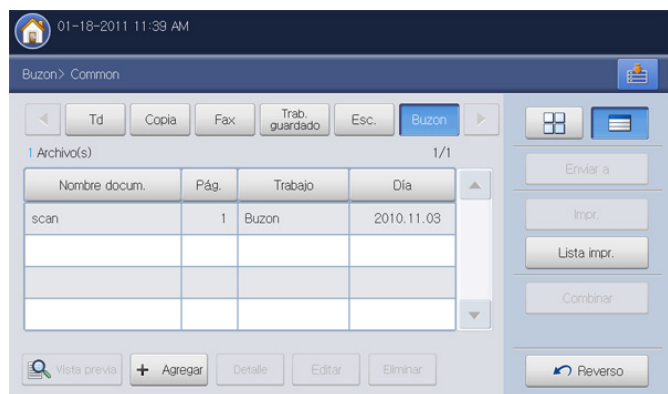 01-18-2011 11:39 AM
Buzon> Common
Td Copia Fax Trab. guardado Esc. Buzon
1 Archivo(s) 1/1
Nombre docum. Pág. Trabajo Día
scan 1 Buzon 2010.11.03
Enviar a
Impr.
Lista impr.
Combinar
Vista previa + Agregar Detalle Editar Eliminar
Reverso